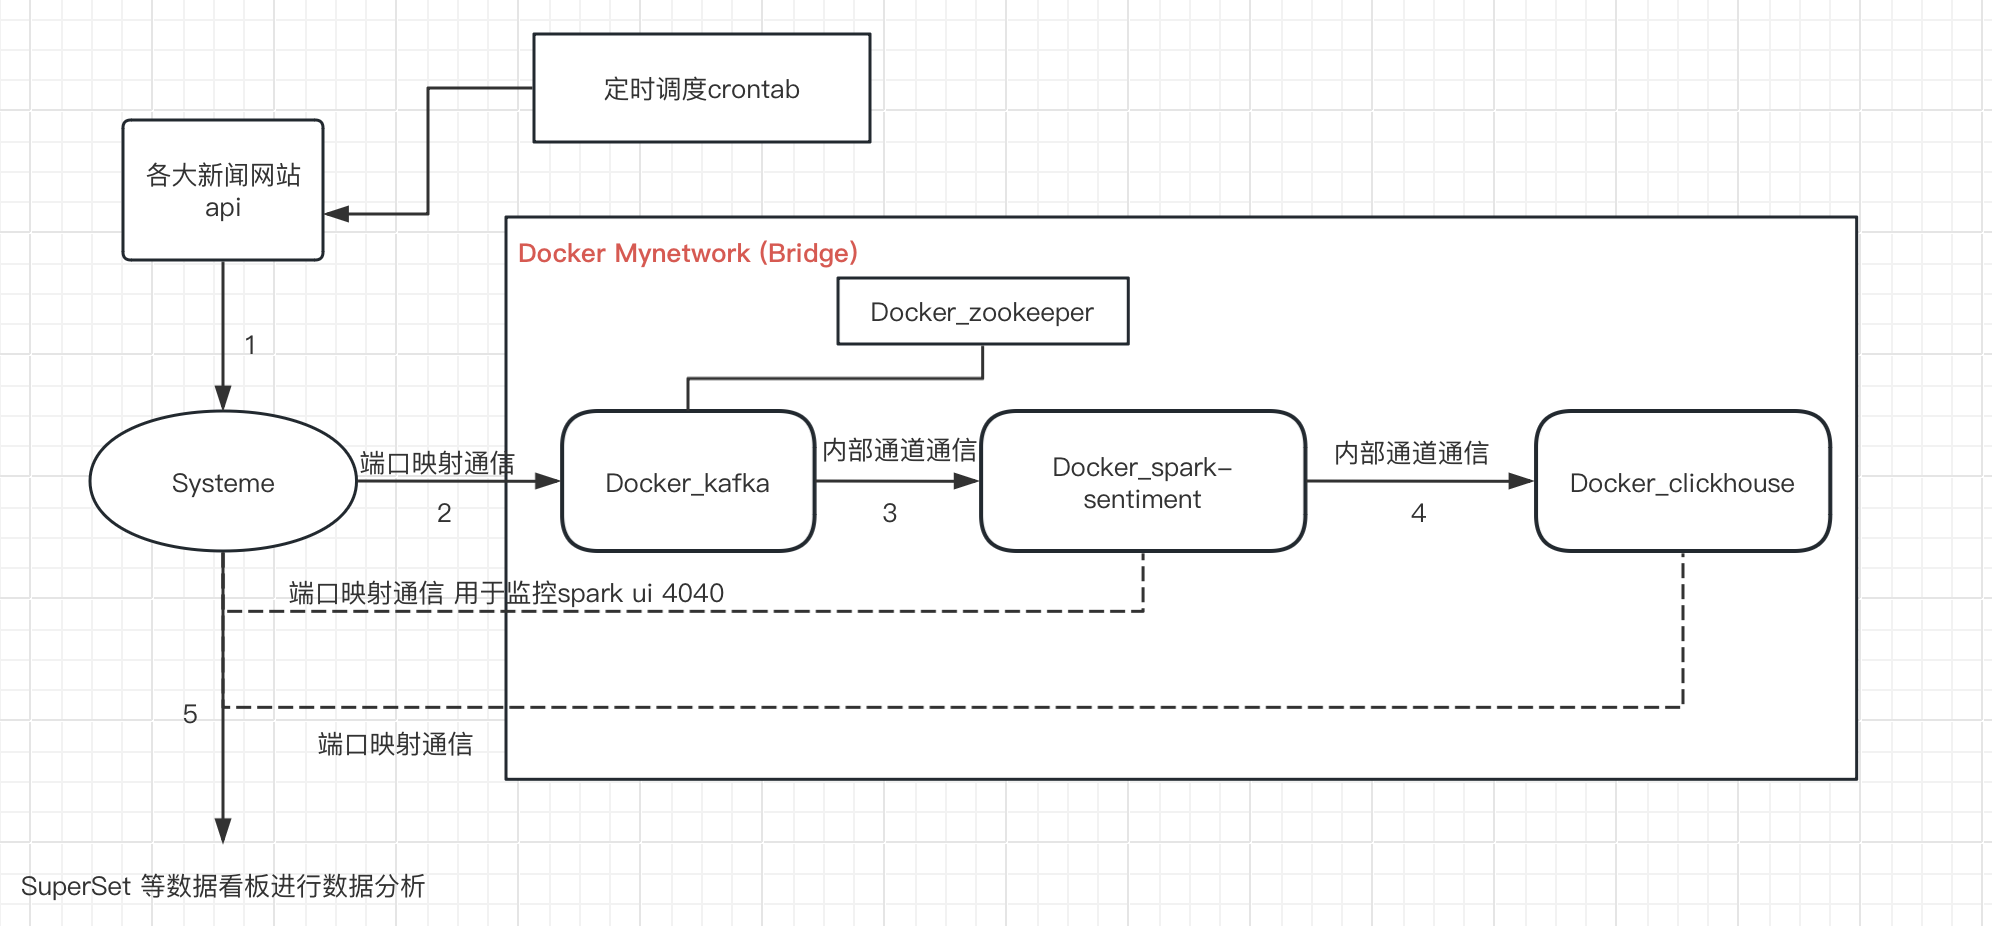 定时调度crontab
各大新闻网站
api
Docker Mynetwork (Bridge)
Docker_zookeeper
1
Systeme
端口映射通信
2
Docker_kafka
内部通道通信
3
Docker_spark-
sentiment
内部通道通信
4
Docker_clickhouse
端口映射通信 用于监控spark ui 4040
5
端口映射通信
SuperSet 等数据看板进行数据分析